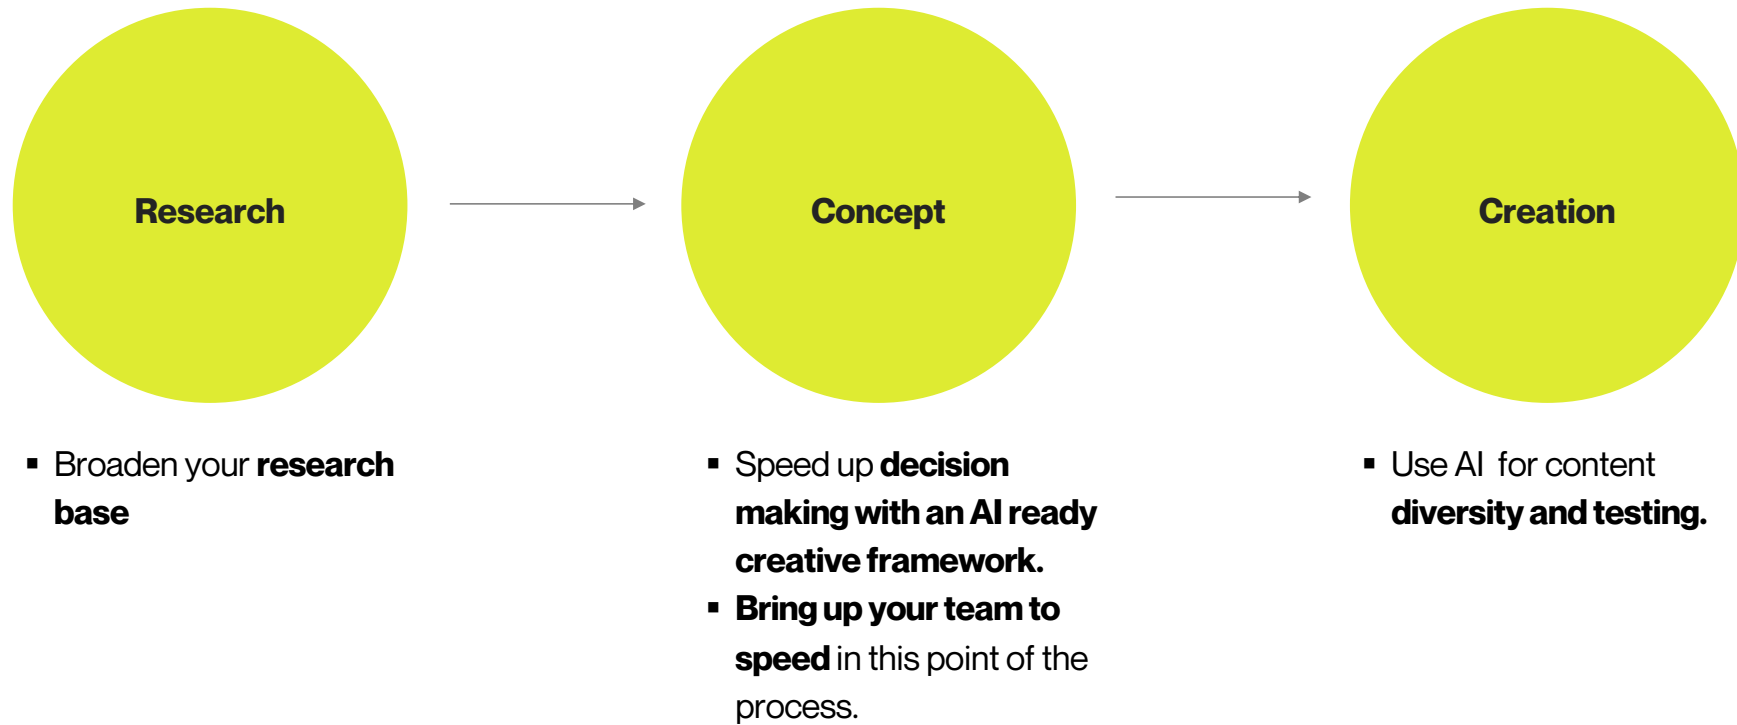 Research
Concept
Creation
▪ Broaden your research
base
▪ Speed up decision
making with an AI ready
creative framework.
▪ Bring up your team to
speed in this point of the
process.
▪ Use AI  for content
diversity and testing.